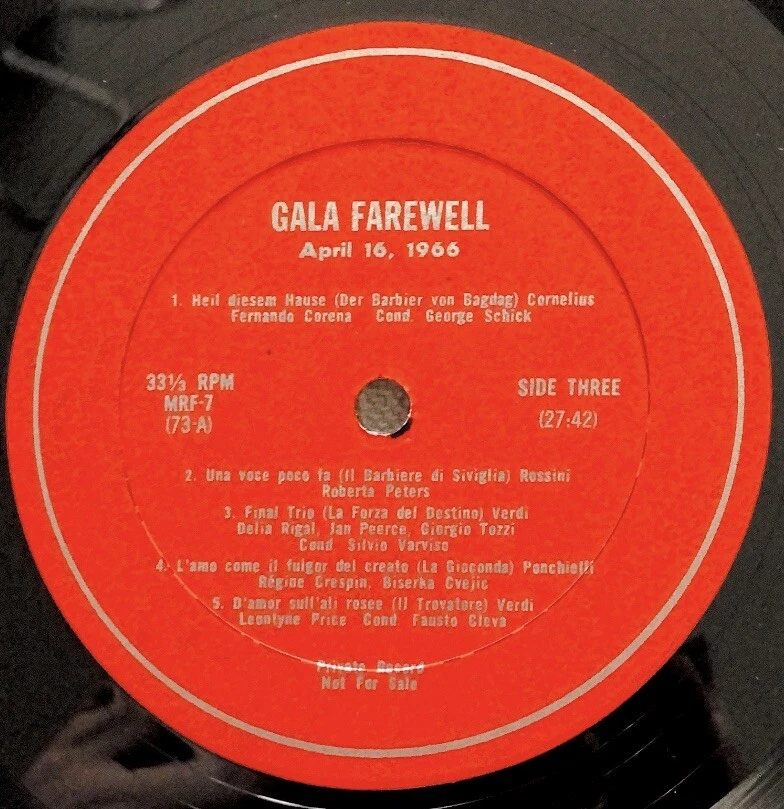 GALA FAREWELL
April 16, 1966
1. Heil diesem Hause (Der Barbier von Bagdag) Cornelius
Fernando Corena Cond. George Schick
33⅓ RPM
MRF-7
(73-A)
SIDE THREE
(27:42)
2. Una voce poco fa (Il Barbiere di Siviglia) Rossini
Roberta Peters
3. Final Trio (La Forza del Destino) Verdi
Delia Rigal, Jan Peerce, Giorgio Tozzi
Cond Silvio Varviso
4. L'amo come il fulgor del creato (La Gioconda) Ponchielli
Régine Crespin, Biserka Cvejic
5. D'amor sull'ali rosee (Il Trovatore) Verdi
Leontyne Price Cond. Fausto Cleva
Private Record
Not For Sale